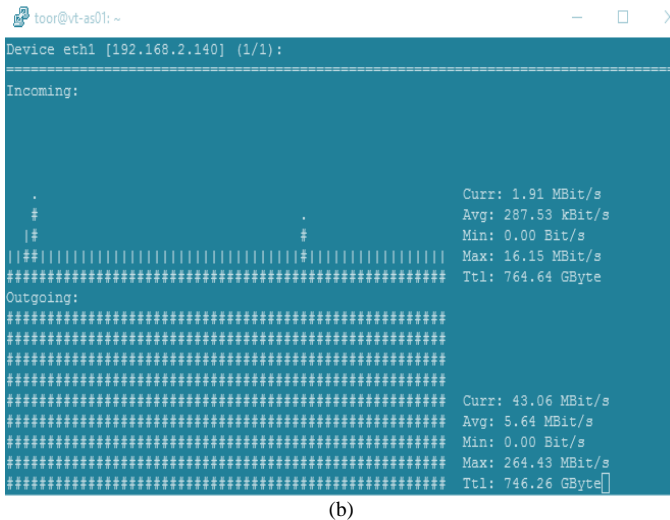 toor@vt-as01: ~
Device eth1 [192.168.2.140] (1/1):
================================================================================
Incoming:
.
# .
|# #
||##||||||||||||||||||||||||||||||||#|||||||||||||||||
######################################################
Curr: 1.91 MBit/s
Avg: 287.53 kBit/s
Min: 0.00 Bit/s
Max: 16.15 MBit/s
Ttl: 764.64 GByte
Outgoing:
######################################################
######################################################
######################################################
######################################################
###################################################### Curr: 43.06 MBit/s
###################################################### Avg: 5.64 MBit/s
###################################################### Min: 0.00 Bit/s
###################################################### Max: 264.43 MBit/s
###################################################### Ttl: 746.26 GByte
(b)